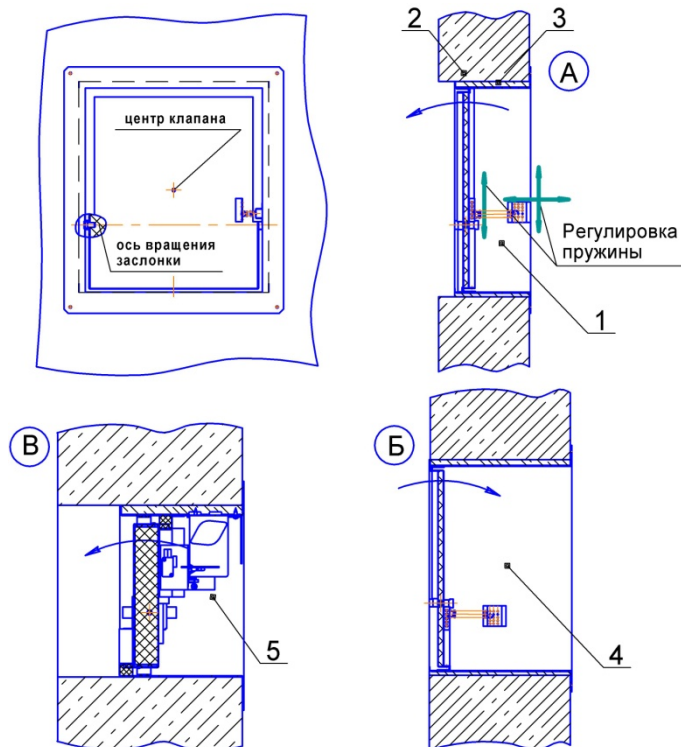 2
3
А
центр клапана
ось вращения
заслонки
Регулировка
пружины
1
В
Б
5
4